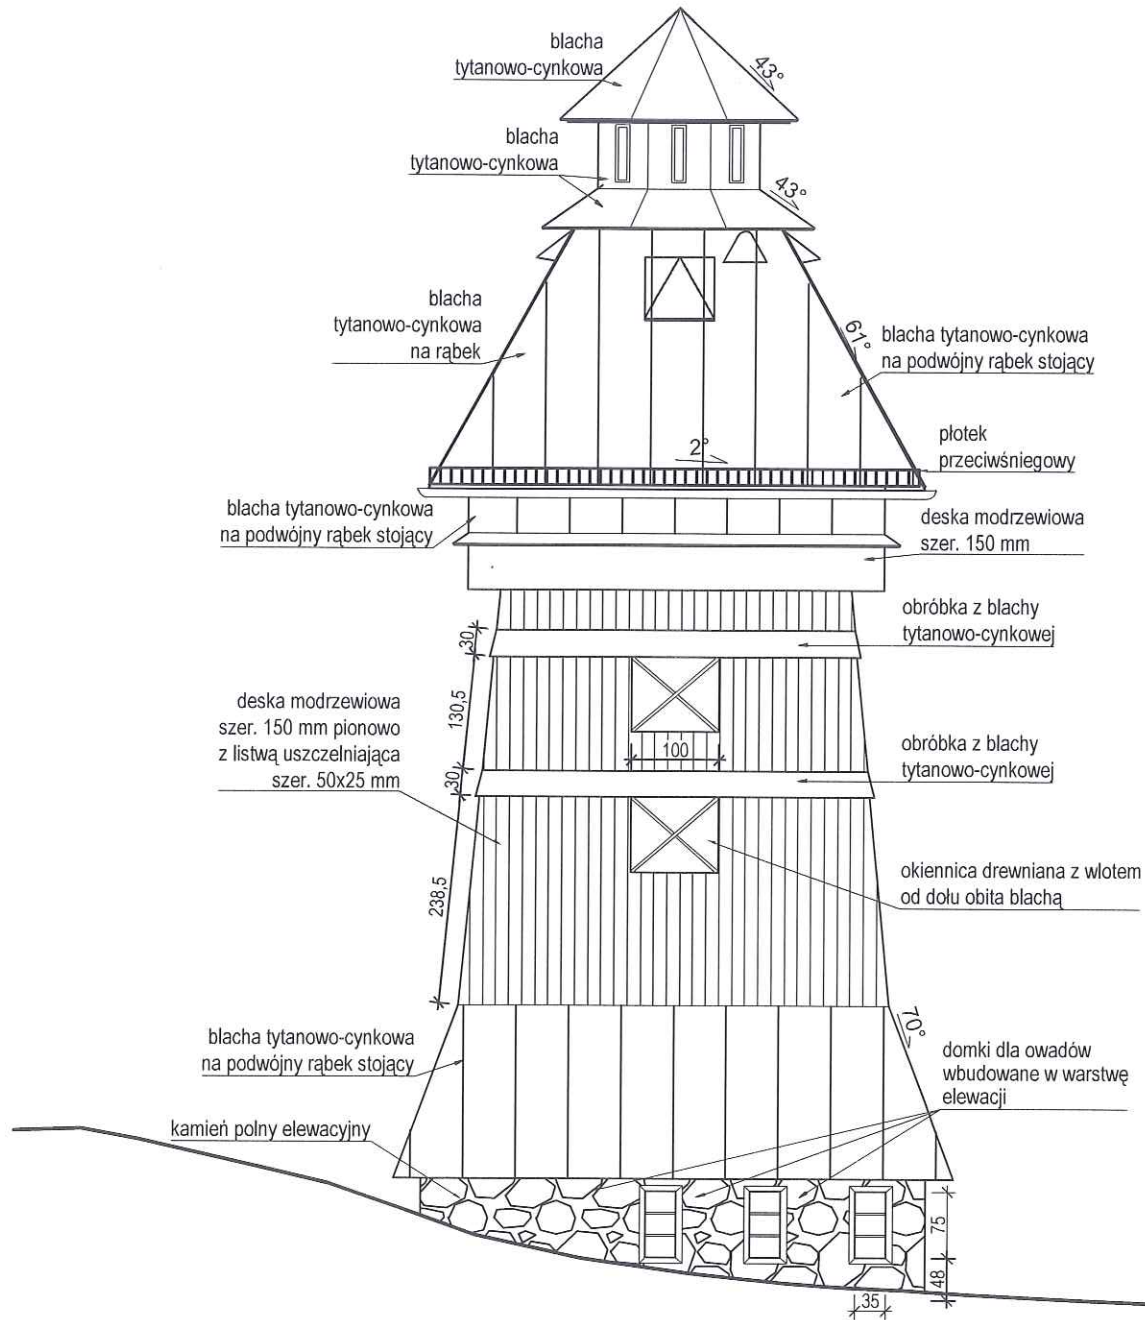 blacha
tytanowo-cynkowa
43°
blacha
tytanowo-cynkowa
43°
blacha
tytanowo-cynkowa
na rąbek
61°
blacha tytanowo-cynkowa
na podwójny rąbek stojący
2°
płotek
przeciwśniegowy
blacha tytanowo-cynkowa
na podwójny rąbek stojący
deska modrzewiowa
szer. 150 mm
30
obróbka z blachy
tytanowo-cynkowej
130,5
deska modrzewiowa
szer. 150 mm pionowo
z listwą uszczelniająca
szer. 50x25 mm
100
30
obróbka z blachy
tytanowo-cynkowej
238,5
okiennica drewniana z wlotem
od dołu obita blachą
70°
blacha tytanowo-cynkowa
na podwójny rąbek stojący
domki dla owadów
wbudowane w warstwę
elewacji
kamień polny elewacyjny
75
48
35